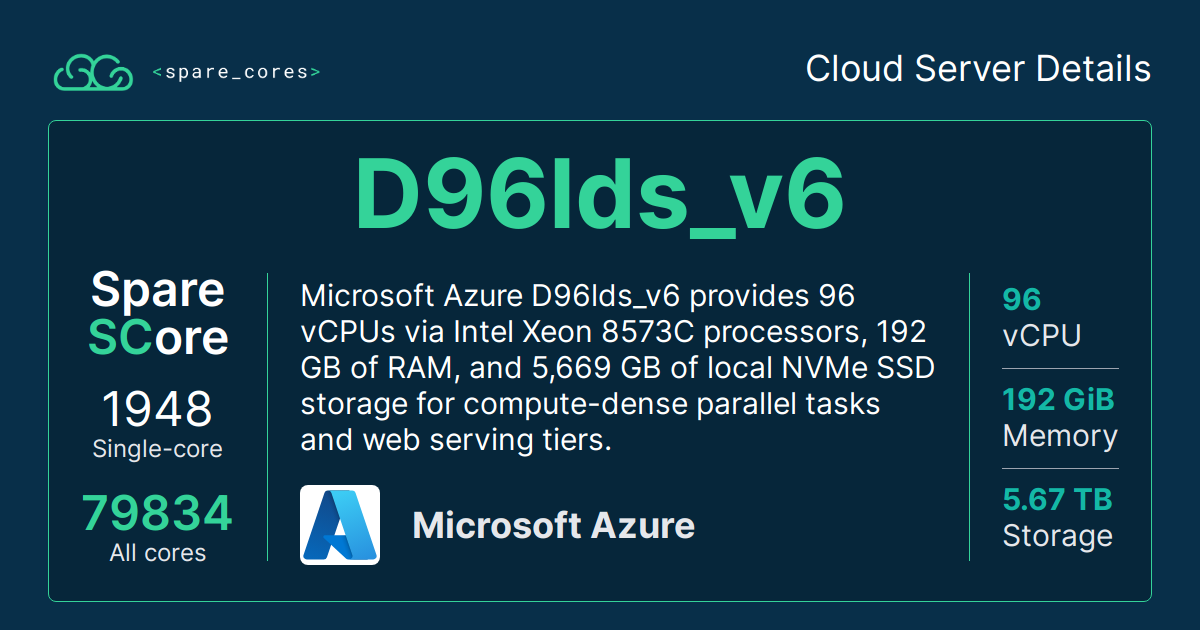 <spare_cores>
Cloud Server Details
D96lds_v6
Spare
SCore
1948
Single-core
79834
All cores
Microsoft Azure D96lds_v6 provides 96
vCPUs via Intel Xeon 8573C processors, 192
GB of RAM, and 5,669 GB of local NVMe SSD
storage for compute-dense parallel tasks
and web serving tiers.
Microsoft Azure
96
vCPU
192 GiB
Memory
5.67 TB
Storage